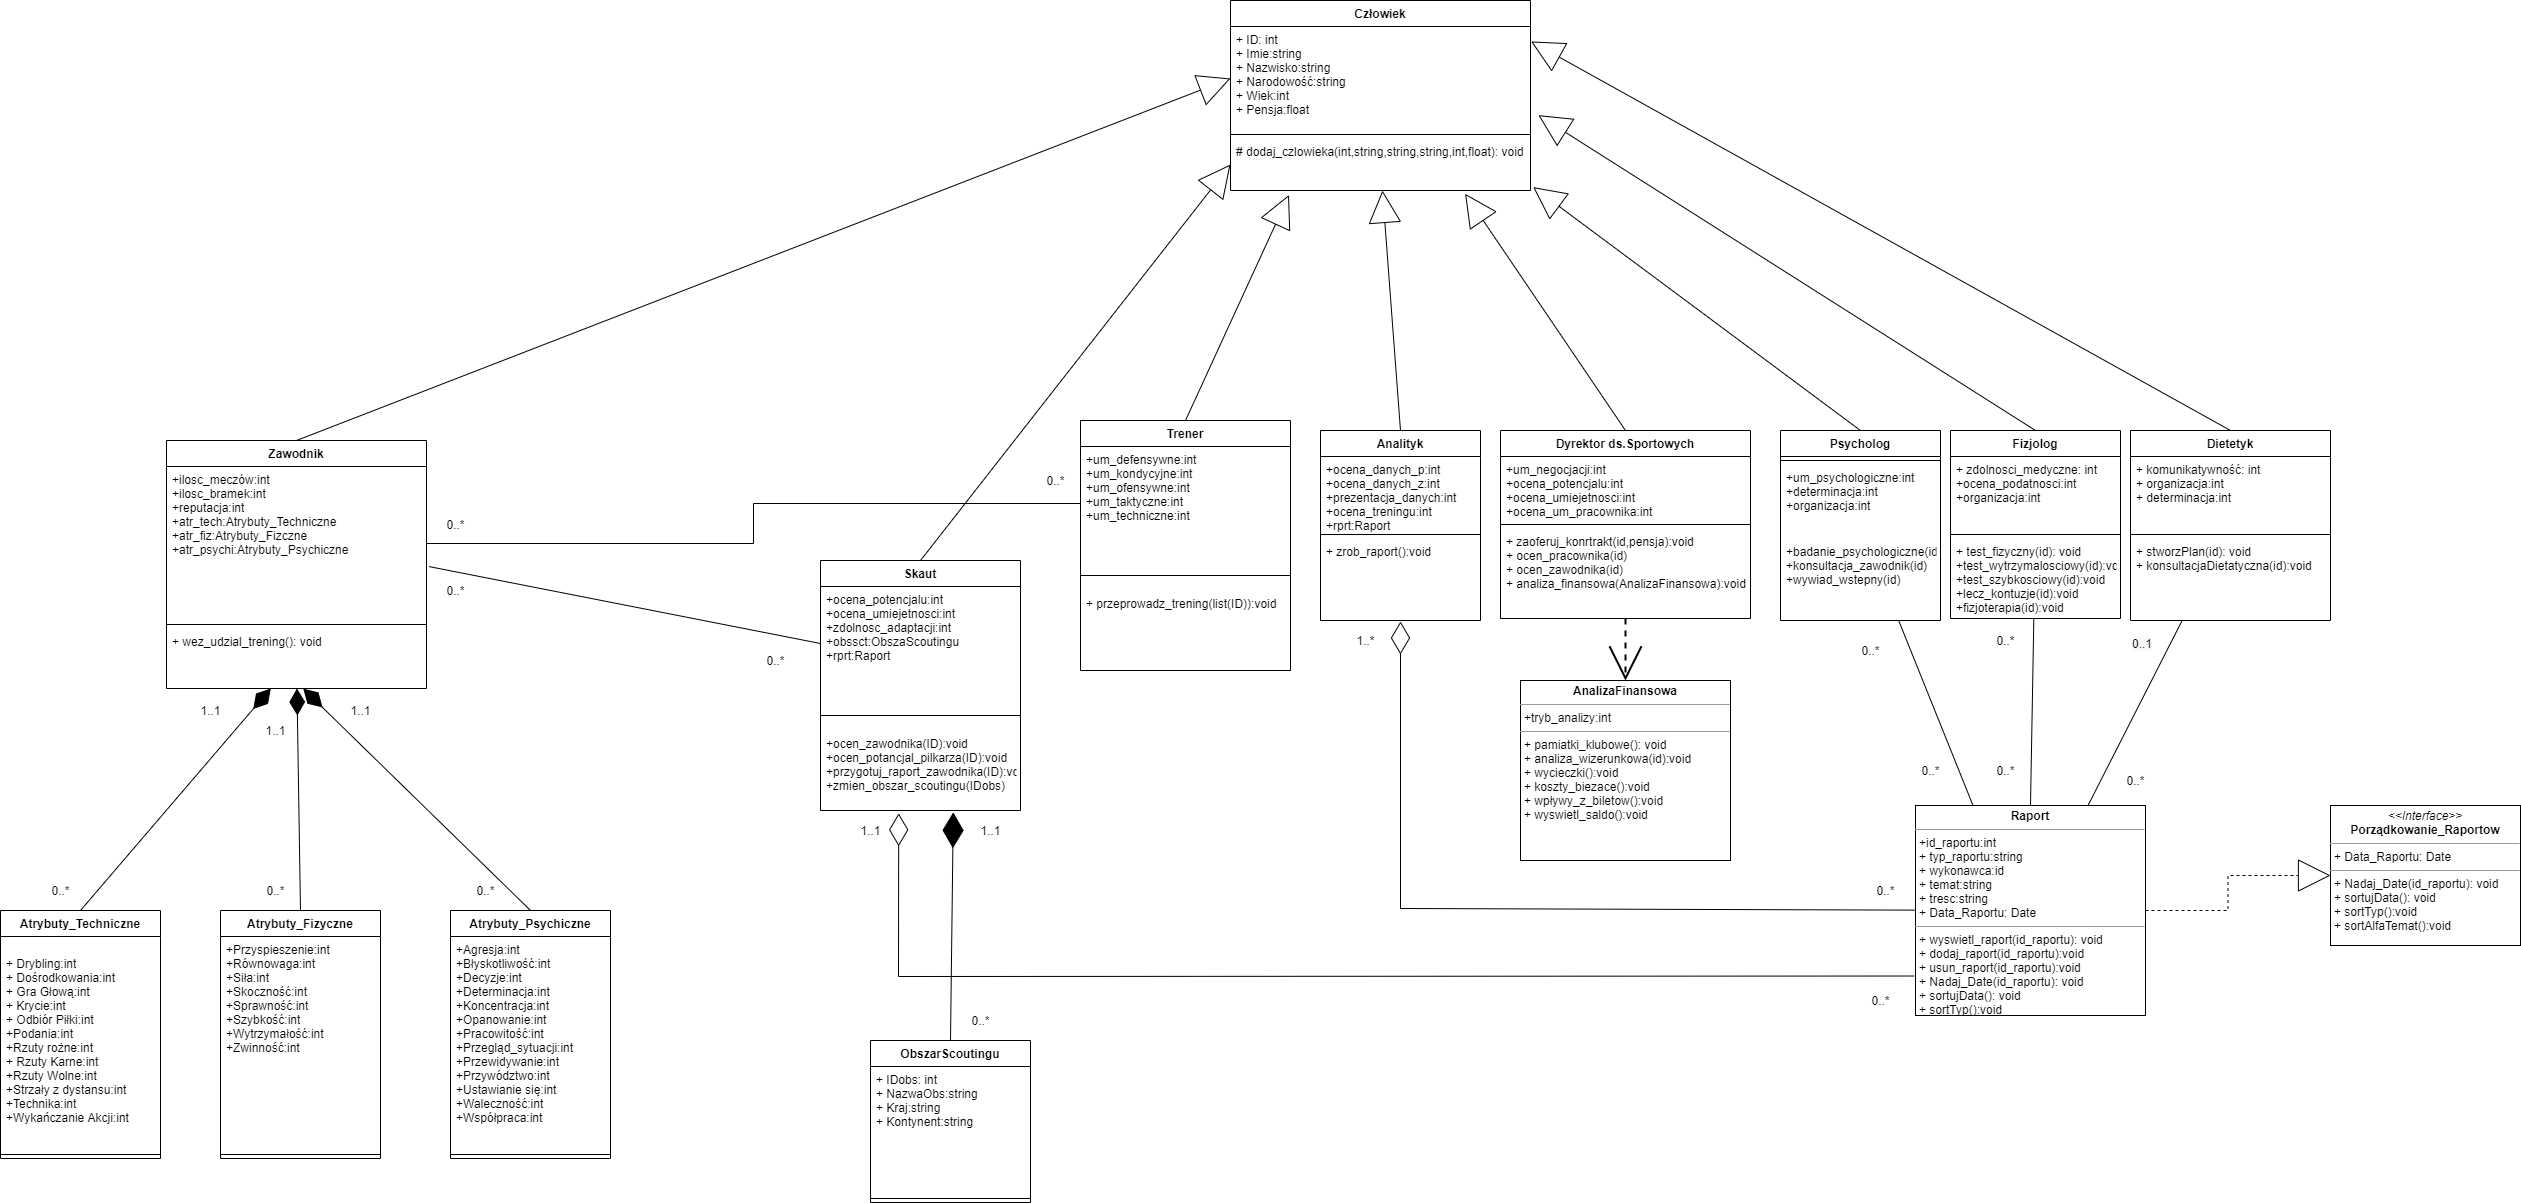 Człowiek
+ ID: int
+ Imie:string
+ Nazwisko:string
+ Narodowość:string
+ Wiek:int
+ Pensja:float
# dodaj_czlowieka(int,string,string,string,int,float): void
Zawodnik
+ilosc_meczów:int
+ilosc_bramek:int
+reputacja:int
+atr_tech:Atrybuty_Techniczne
+atr_fiz:Atrybuty_Fizczne
+atr_psychi:Atrybuty_Psychiczne
+ wez_udzial_trening(): void
0..*
0..*
0..*
0..*
Skaut
+ocena_potencjalu:int
+ocena_umiejetnosci:int
+zdolnosc_adaptacji:int
+obssct:ObszaScoutingu
+rprt:Raport
+ocen_zawodnika(ID):void
+ocen_potancjal_pilkarza(ID):void
+przygotuj_raport_zawodnika(ID):vc
+zmien_obszar_scoutingu(IDobs)
Trener
+um_defensywne:int
+um_kondycyjne:int
+um_ofensywne:int
+um_taktyczne:int
+um_techniczne:int
+ przeprowadz_trening(list(ID)):void
Analityk
+ocena_danych_p:int
+ocena_danych_z:int
+prezentacja_danych:int
+ocena_treningu:int
+rprt:Raport
+ zrob_raport():void
Dyrektor ds.Sportowych
+um_negocjacji:int
+ocena_potencjalu:int
+ocena_umiejetnosci:int
+ocena_um_pracownika:int
+ zaoferuj_konrtrakt(id,pensja):void
+ ocen_pracownika(id)
+ ocen_zawodnika(id)
+ analiza_finansowa(AnalizaFinansowa):void
Psycholog
+um_psychologiczne:int
+determinacja:int
+organizacja:int
+badanie_psychologiczne(id
+konsultacja_zawodnik(id)
+wywiad_wstepny(id)
Fizjolog
+ zdolnosci_medyczne: int
+ocena_podatnosci:int
+organizacja:int
+ test_fizyczny(id): void
+test_wytrzymalosciowy(id):vc
+test_szybkosciowy(id):void
+lecz_kontuzje(id):void
+fizjoterapia(id):void
Dietetyk
+ komunikatywność: int
+ organizacja:int
+ determinacja:int
+ stworzPlan(id): void
+ konsultacjaDietatyczna(id):void
1..1
1..1
1..1
1..*
0..*
0..*
0..1
AnalizaFinansowa
+tryb_analizy:int
+ pamiatki_klubowe(): void
+ analiza_wizerunkowa(id):void
+ wycieczki():void
+ koszty_biezace():void
+ wpływy_z_biletow():void
+ wyswietl_saldo():void
0..*
0..*
0..*
1..1
1..1
0..*
0..*
0..*
Atrybuty_Techniczne
+ Drybling:int
+ Dośrodkowania:int
+ Gra Głową:int
+ Krycie:int
+ Odbiór Piłki:int
+Podania:int
+Rzuty rożne:int
+ Rzuty Karne:int
+Rzuty Wolne:int
+Strzały z dystansu:int
+Technika:int
+Wykańczanie Akcji:int
Atrybuty_Fizyczne
+Przyspieszenie:int
+Równowaga:int
+Siła:int
+Skoczność:int
+Sprawność:int
+Szybkość:int
+Wytrzymałość:int
+Zwinność:int
Atrybuty_Psychiczne
+Agresja:int
+Błyskotliwość:int
+Decyzje:int
+Determinacja:int
+Koncentracja:int
+Opanowanie:int
+Pracowitość:int
+Przegląd_sytuacji:int
+Przewidywanie:int
+Przywództwo:int
+Ustawianie się:int
+Waleczność:int
+Współpraca:int
0..*
ObszarScoutingu
+ IDobs: int
+ NazwaObs:string
+ Kraj:string
+ Kontynent:string
0..*
0..*
Raport
+id_raportu:int
+ typ_raportu:string
+ wykonawca:id
+ temat:string
+ tresc:string
+ Data_Raportu: Date
+ wyswietl_raport(id_raportu): void
+ dodaj_raport(id_raportu):void
+ usun_raport(id_raportu):void
+ Nadaj_Date(id_raportu): void
+ sortujData(): void
+ sortTyp():void
<<Interface>>
Porządkowanie_Raportow
+ Data_Raportu: Date
+ Nadaj_Date(id_raportu): void
+ sortujData(): void
+ sortTyp():void
+ sortAlfaTemat():void